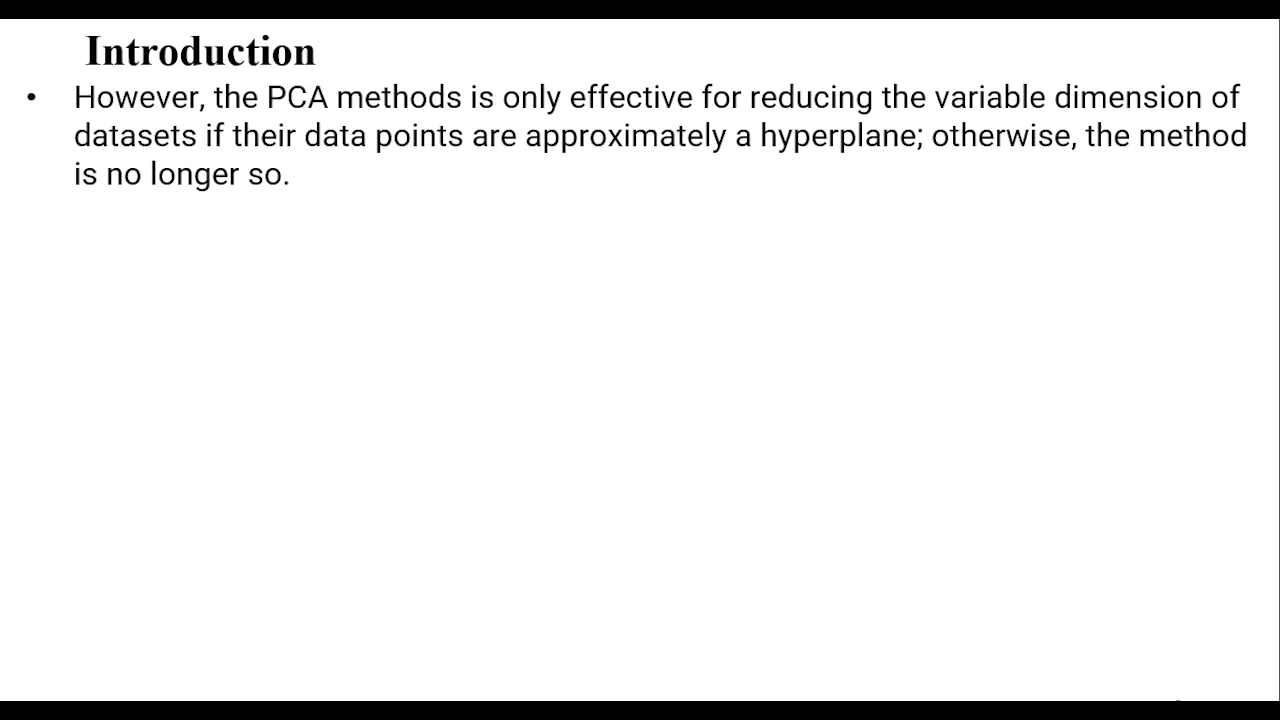 Introduction
• However, the PCA methods is only effective for reducing the variable dimension of
datasets if their data points are approximately a hyperplane; otherwise, the method
is no longer so.